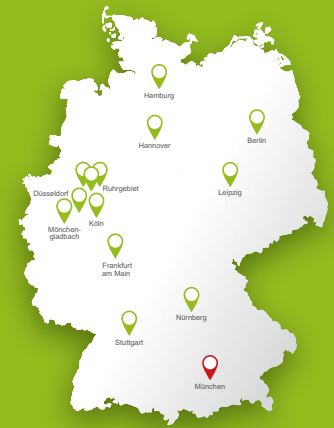 Hamburg
Hannover
Berlin
Düsseldorf
Ruhrgebiet
Leipzig
Köln
Mönchen-
gladbach
Frankfurt
am Main
Nürnberg
Stuttgart
München